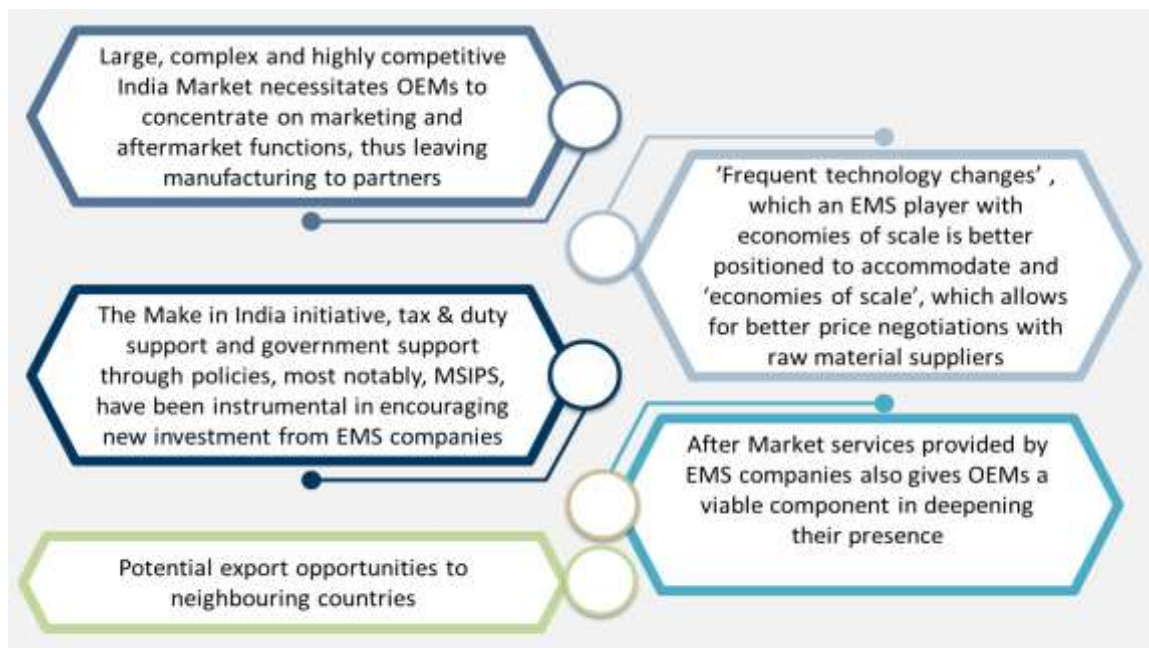 Large, complex and highly competitive
India Market necessitates OEMs to
concentrate on marketing and
aftermarket functions, thus leaving
manufacturing to partners
‘Frequent technology changes’ ,
which an EMS player with
economies of scale is better
positioned to accommodate and
‘economies of scale’, which allows
for better price negotiations with
raw material suppliers
The Make in India initiative, tax & duty
support and government support
through policies, most notably, MSIPS,
have been instrumental in encouraging
new investment from EMS companies
After Market services provided by
EMS companies also gives OEMs a
viable component in deepening
their presence
Potential export opportunities to
neighbouring countries